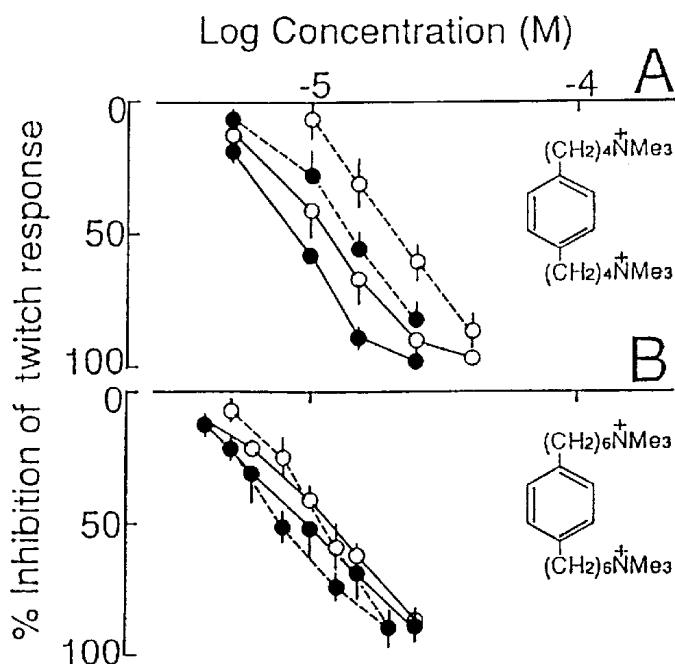 Log Concentration (M)
A
-5
-4
0
50
100
% Inhibition of twitch response
(CH2)4N+Me3
(CH2)4N+Me3
B
0
50
100
(CH2)6N+Me3
(CH2)6N+Me3